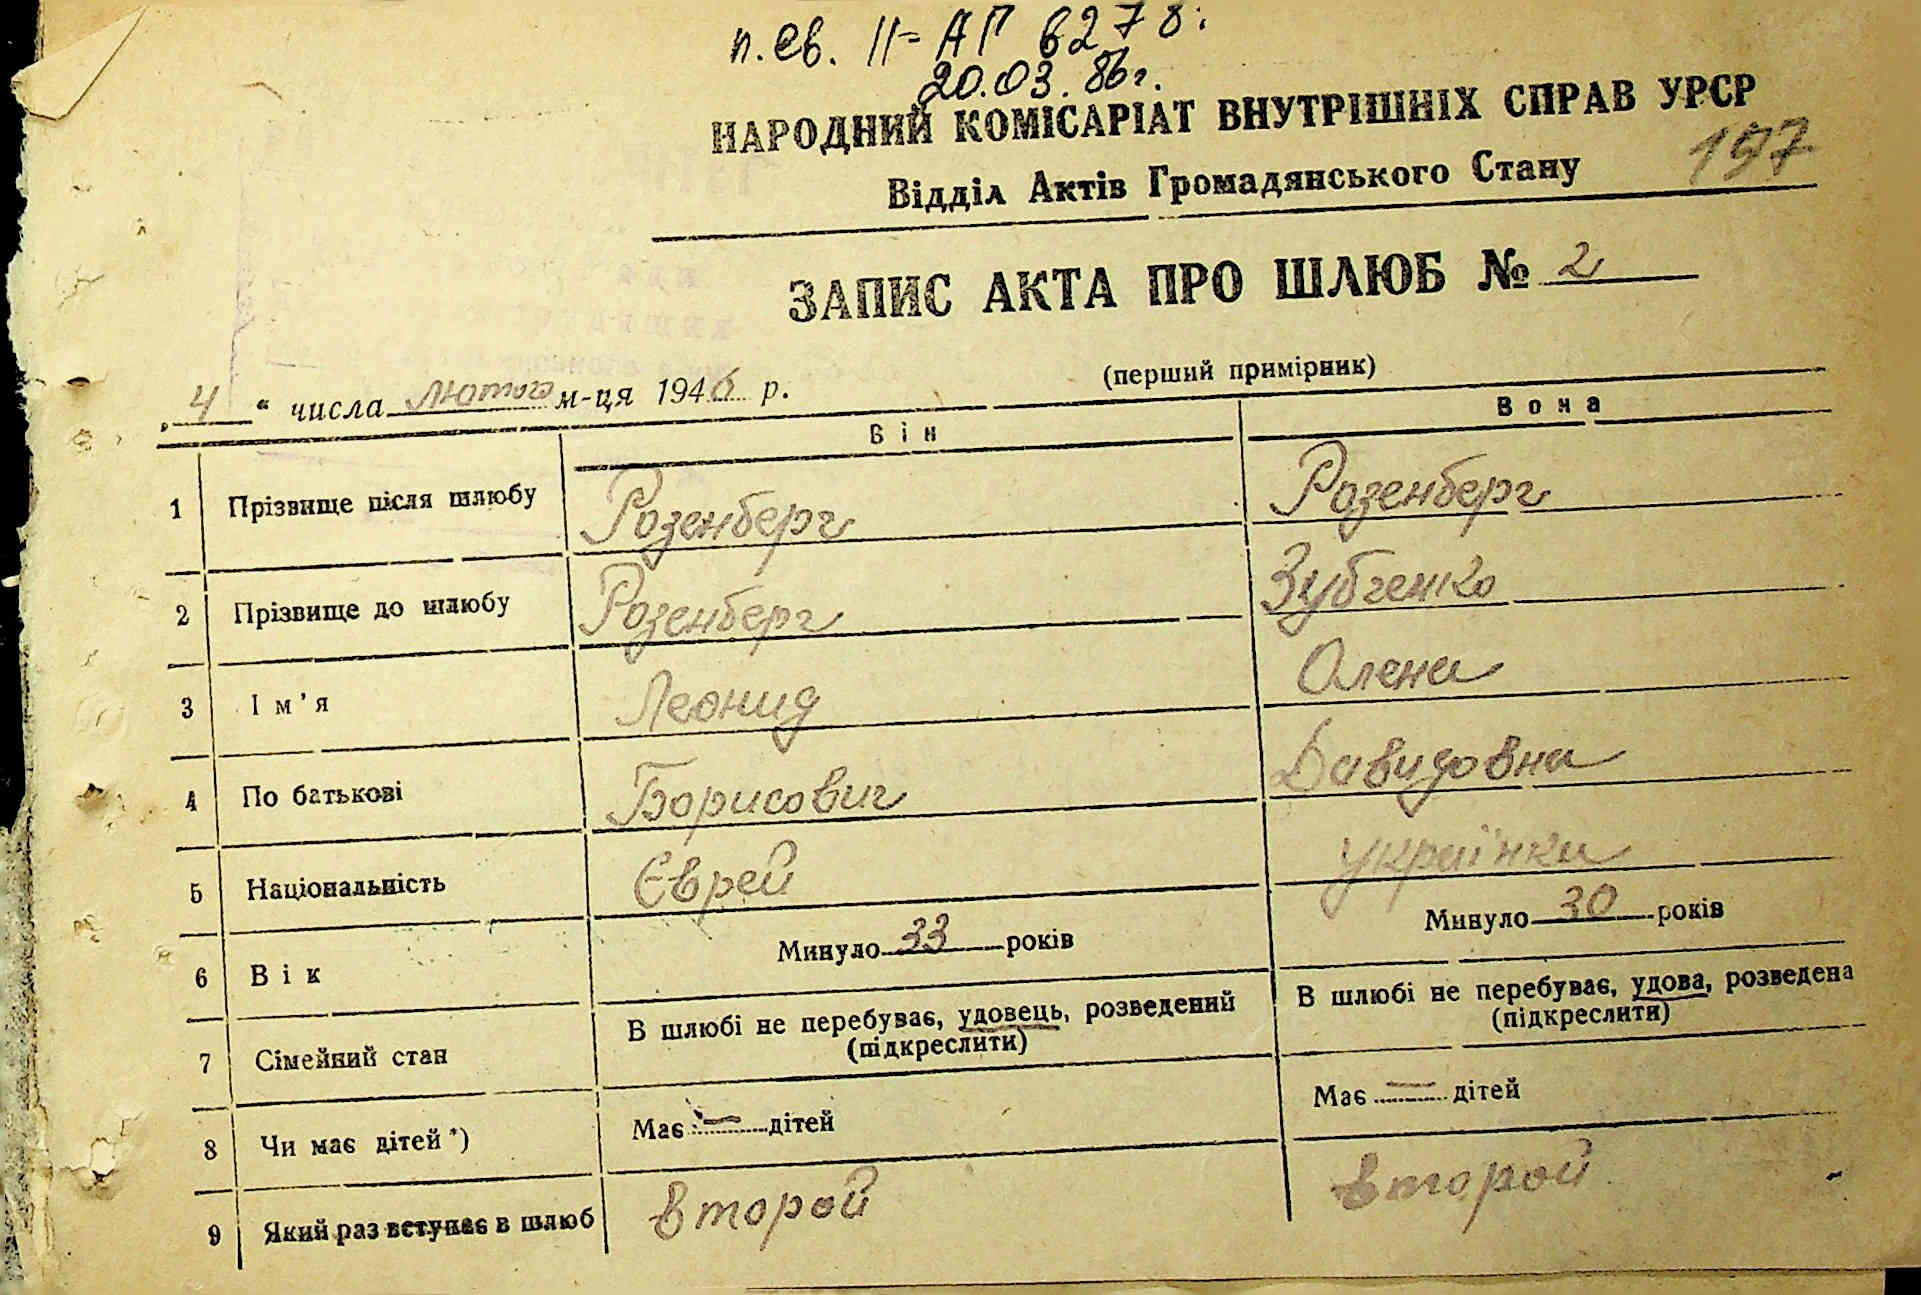 п. св. II-АП 6278.
20.03.86г.
НАРОДНИЙ КОМІСАРІАТ ВНУТРІШНІХ СПРАВ УРСР
197
Відділ Актів Громадянського Стану
ЗАПИС АКТА ПРО ШЛЮБ № 2
(перший примірник)
„4“ числа лютого м-ця 1946 р.
Він Вона
1 Прізвище після шлюбу Розенберг Розенберг
2 Прізвище до шлюбу Розенберг Зубченко
3 Ім’я Леонид Олена
4 По батькові Борисович Давидовна
5 Національність Єврей Українка
6 Вік Минуло 33 років Минуло 30 років
7 Сімейний стан В шлюбі не перебуває, удовець, розведений (підкреслити) В шлюбі не перебуває, удова, розведена (підкреслити)
8 Чи має дітей*) Має — дітей Має — дітей
9 Який раз вступає в шлюб второй второй